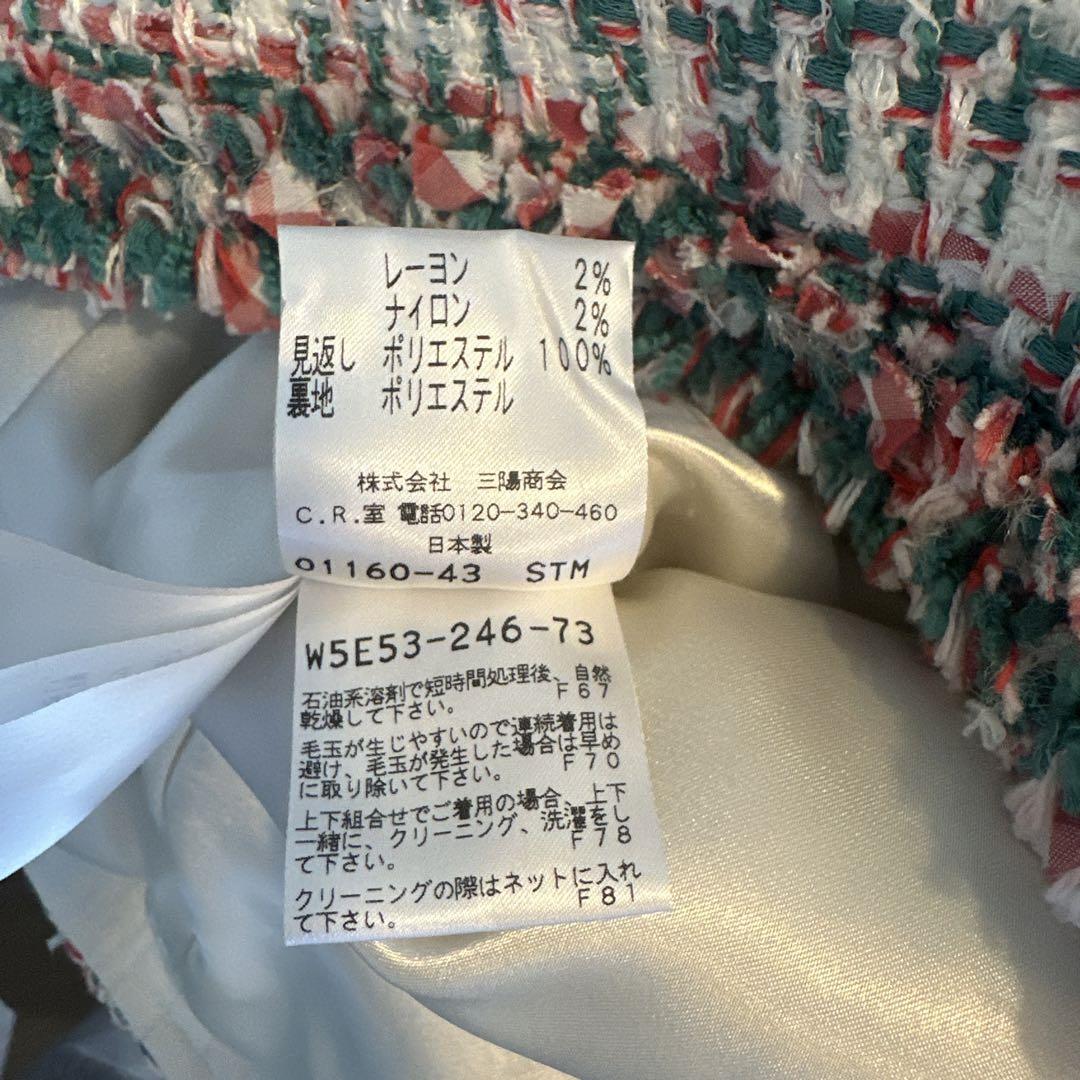 レーヨン 2%
ナイロン 2%
見返し ポリエステル 100%
裏地 ポリエステル
株式会社 三陽商会
C.R.室 電話0120-340-460
日本製
01160-43 STM
W5E53-246-73
石油系溶剤で短時間処理後、自然
乾燥して下さい。 F67
毛玉が生じやすいので連続着用は
避け、毛玉が発生した場合は早め
に取り除いて下さい。 F70
上下組合せでご着用の場合、上下
一緒に、クリーニング、洗濯をし
て下さい。 F78
クリーニングの際はネットに入れ
て下さい。 F81